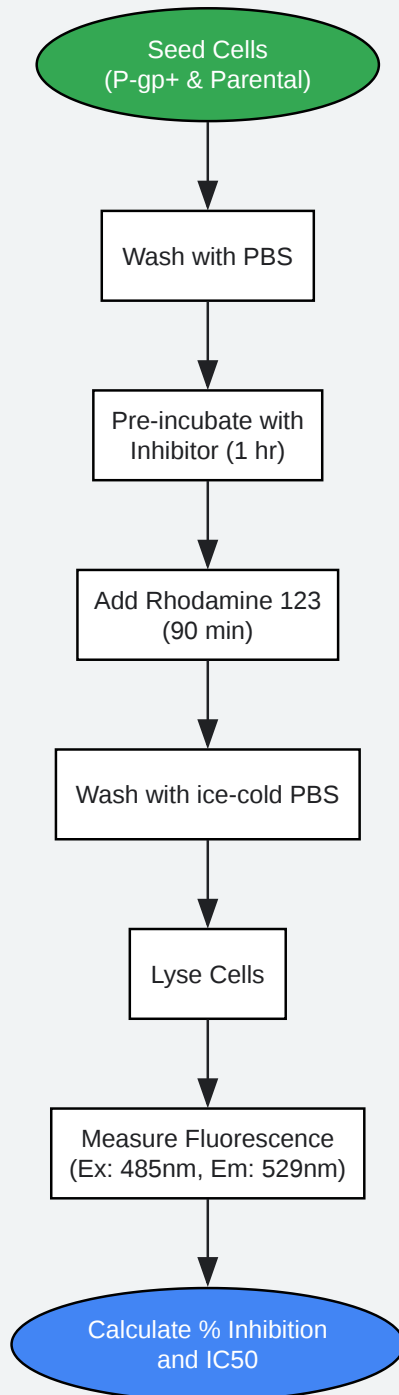 Seed Cells
(P-gp+ & Parental)
Wash with PBS
Pre-incubate with
Inhibitor (1 hr)
Add Rhodamine 123
(90 min)
Wash with ice-cold PBS
Lyse Cells
Measure Fluorescence
(Ex: 485nm, Em: 529nm)
Calculate % Inhibition
and IC50